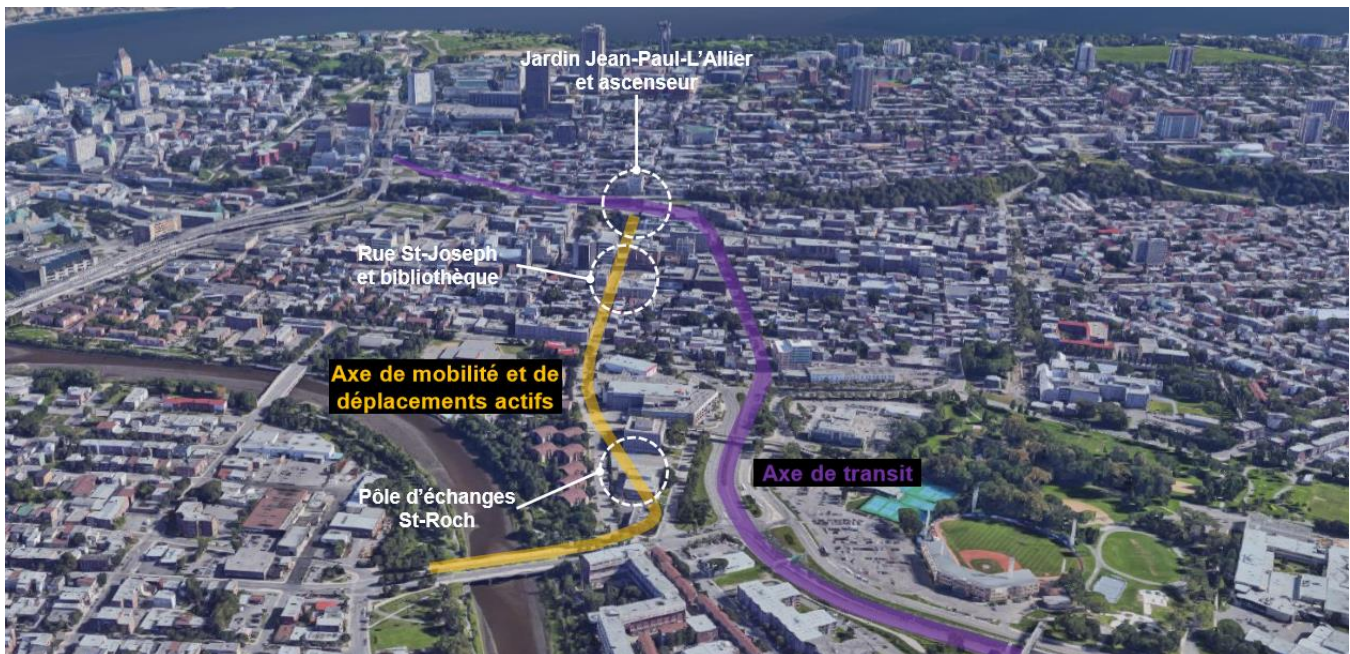 Jardin Jean-Paul-L'Allier
et ascenseur
Rue St-Joseph
et bibliothèque
Axe de mobilité et de
déplacements actifs
Axe de transit
Pôle d'échanges
St-Roch